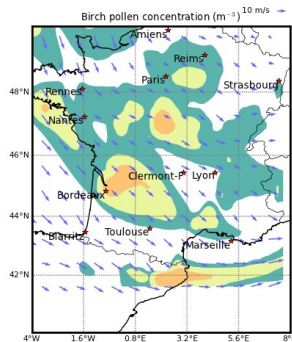 Birch pollen concentration (m⁻³)
10 m/s
Amiens
Reims
Paris
Strasbourg
48°N
Rennes
Nantes
46°N
Clermont-F
Lyon
Bordeaux
44°N
Biarritz
Toulouse
Marseille
42°N
4°W
1.6°W
0.8°E
3.2°E
5.6°E
8°